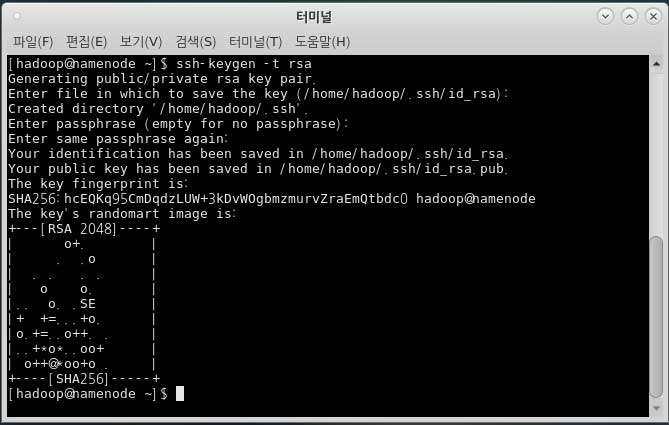 터미널
파일(F) 편집(E) 보기(V) 검색(S) 터미널(T) 도움말(H)
[hadoop@namenode ~]$ ssh-keygen -t rsa
Generating public/private rsa key pair.
Enter file in which to save the key (/home/hadoop/.ssh/id_rsa):
Created directory '/home/hadoop/.ssh'.
Enter passphrase (empty for no passphrase):
Enter same passphrase again:
Your identification has been saved in /home/hadoop/.ssh/id_rsa.
Your public key has been saved in /home/hadoop/.ssh/id_rsa.pub.
The key fingerprint is:
SHA256:hcEQKq95CmDqdzLUW+3kDvWOgbmzmurvZraEmQtbdc0 hadoop@namenode
The key's randomart image is:
+---[RSA 2048]----+
|      o+.        |
|     .  .o       |
|  . .   . .      |
|   o    o.       |
|..  o. .SE       |
|+  +=...+o.      |
|o.+=..o++. .     |
|..+*o*..oo+      |
| o++@*oo+o .     |
+----[SHA256]-----+
[hadoop@namenode ~]$